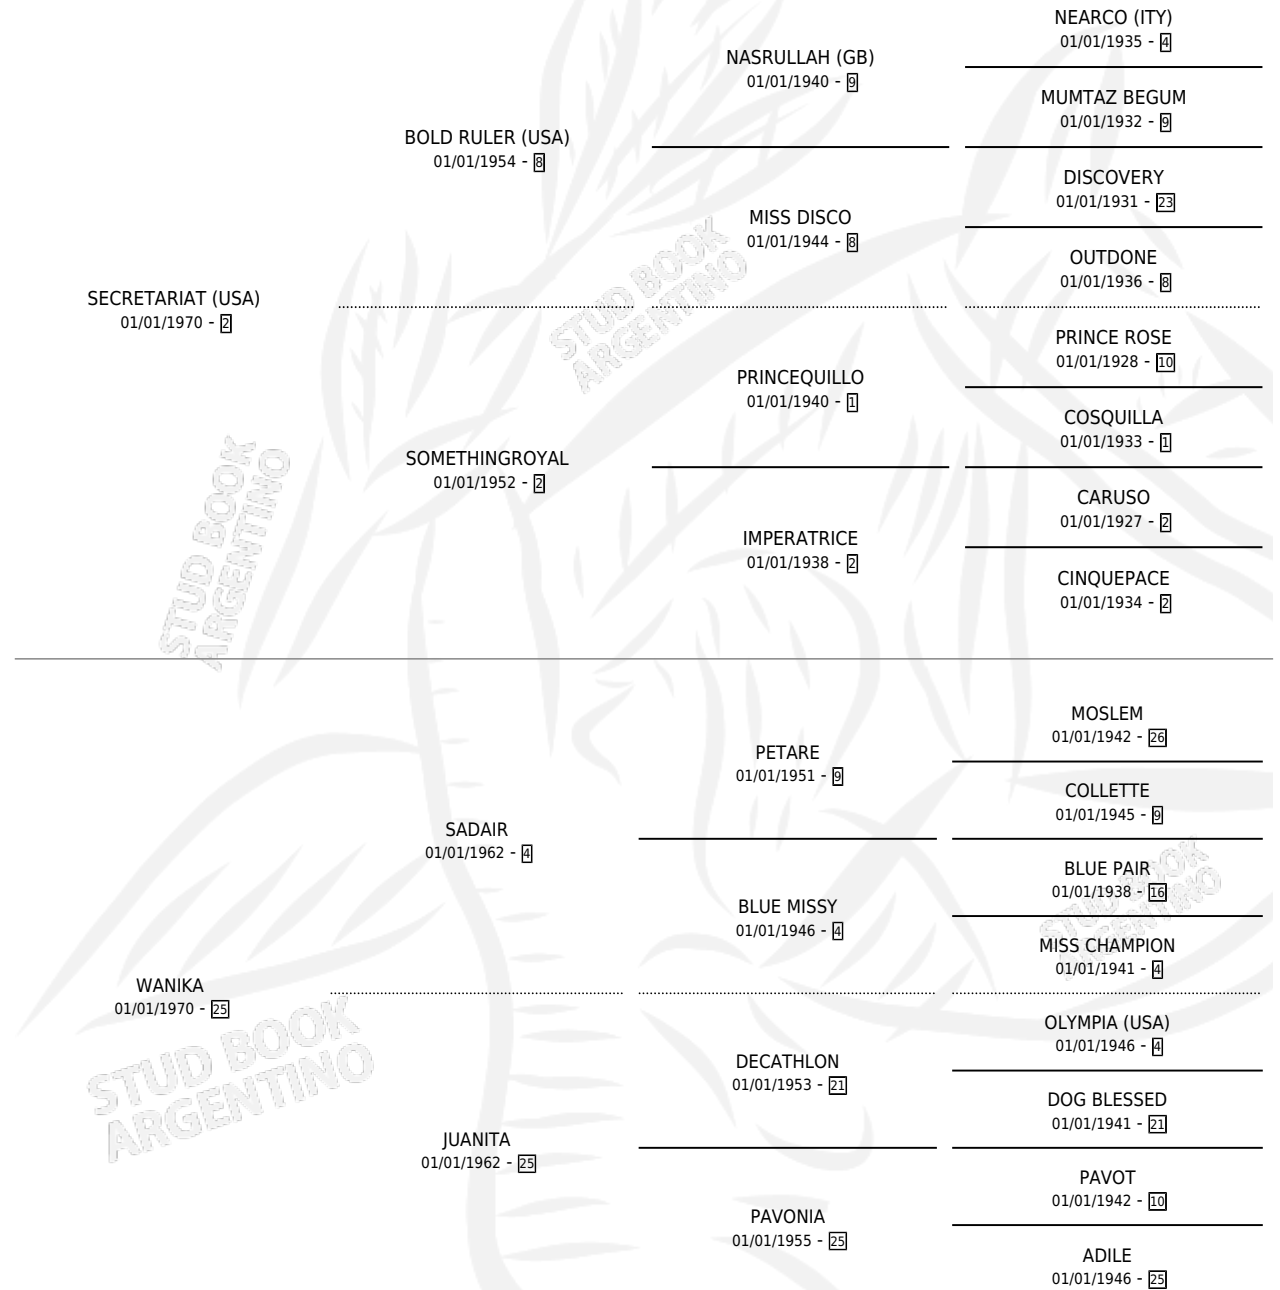 NEARCO (ITY)
01/01/1935 - 4
NASRULLAH (GB)
01/01/1940 - 9
MUMTAZ BEGUM
01/01/1932 - 9
BOLD RULER (USA)
01/01/1954 - 8
DISCOVERY
01/01/1931 - 23
MISS DISCO
01/01/1944 - 8
OUTDONE
01/01/1936 - 8
SECRETARIAT (USA)
01/01/1970 - 2
PRINCE ROSE
01/01/1928 - 10
PRINCEQUILLO
01/01/1940 - 1
COSQUILLA
01/01/1933 - 1
SOMETHINGROYAL
01/01/1952 - 2
CARUSO
01/01/1927 - 2
IMPERATRICE
01/01/1938 - 2
CINQUEPACE
01/01/1934 - 2
MOSLEM
01/01/1942 - 26
PETARE
01/01/1951 - 9
COLLETTE
01/01/1945 - 9
SADAIR
01/01/1962 - 4
BLUE PAIR
01/01/1938 - 16
BLUE MISSY
01/01/1946 - 4
MISS CHAMPION
01/01/1941 - 4
WANIKA
01/01/1970 - 25
OLYMPIA (USA)
01/01/1946 - 4
DECATHLON
01/01/1953 - 21
DOG BLESSED
01/01/1941 - 21
JUANITA
01/01/1962 - 25
PAVOT
01/01/1942 - 10
PAVONIA
01/01/1955 - 25
ADILE
01/01/1946 - 25
STUD BOOK
ARGENTINO
STUD BOOK
ARGENTINO
STUD BOOK
ARGENTINO
STUD BOOK
ARGENTINO